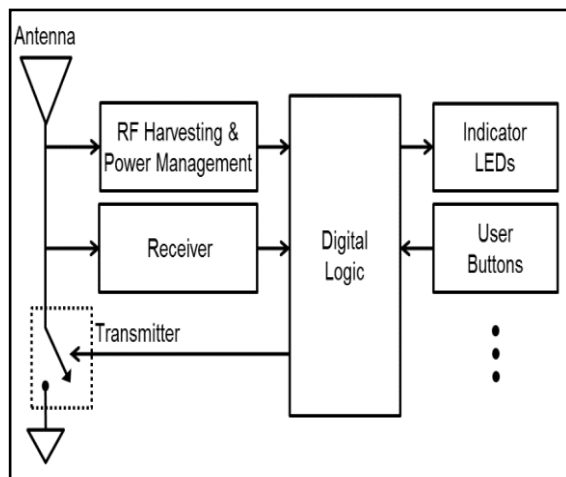 Antenna
RF Harvesting &
Power Management
Indicator
LEDs
Receiver
Digital
Logic
User
Buttons
Transmitter